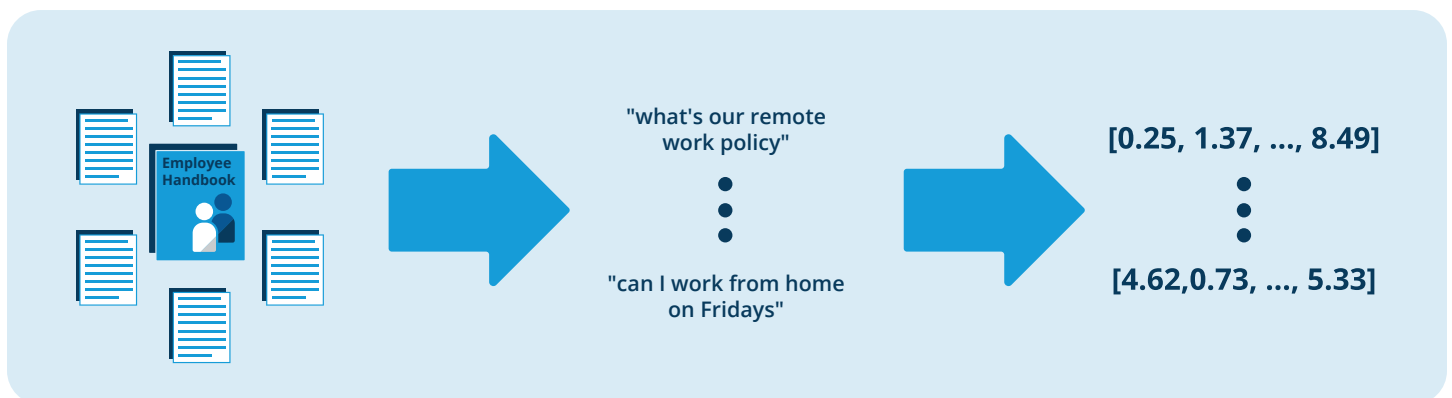 Employee
Handbook
"what's our remote
work policy"
"can I work from home
on Fridays"
[0.25, 1.37, ..., 8.49]
[4.62,0.73, ..., 5.33]